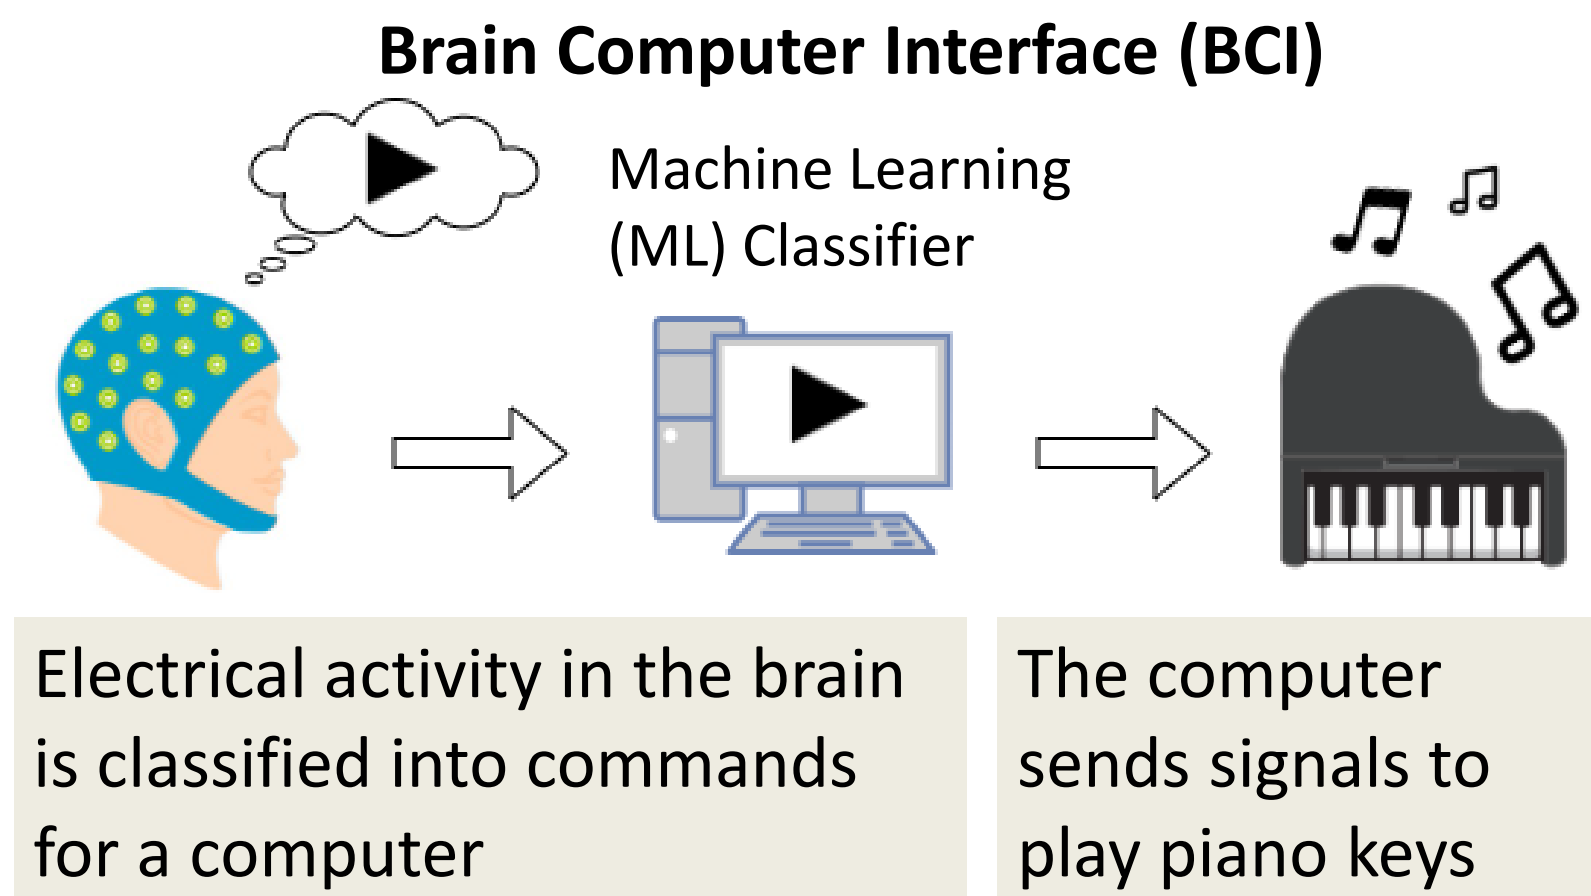 Brain Computer Interface (BCI)
Machine Learning
(ML) Classifier
Electrical activity in the brain
is classified into commands
for a computer
The computer
sends signals to
play piano keys